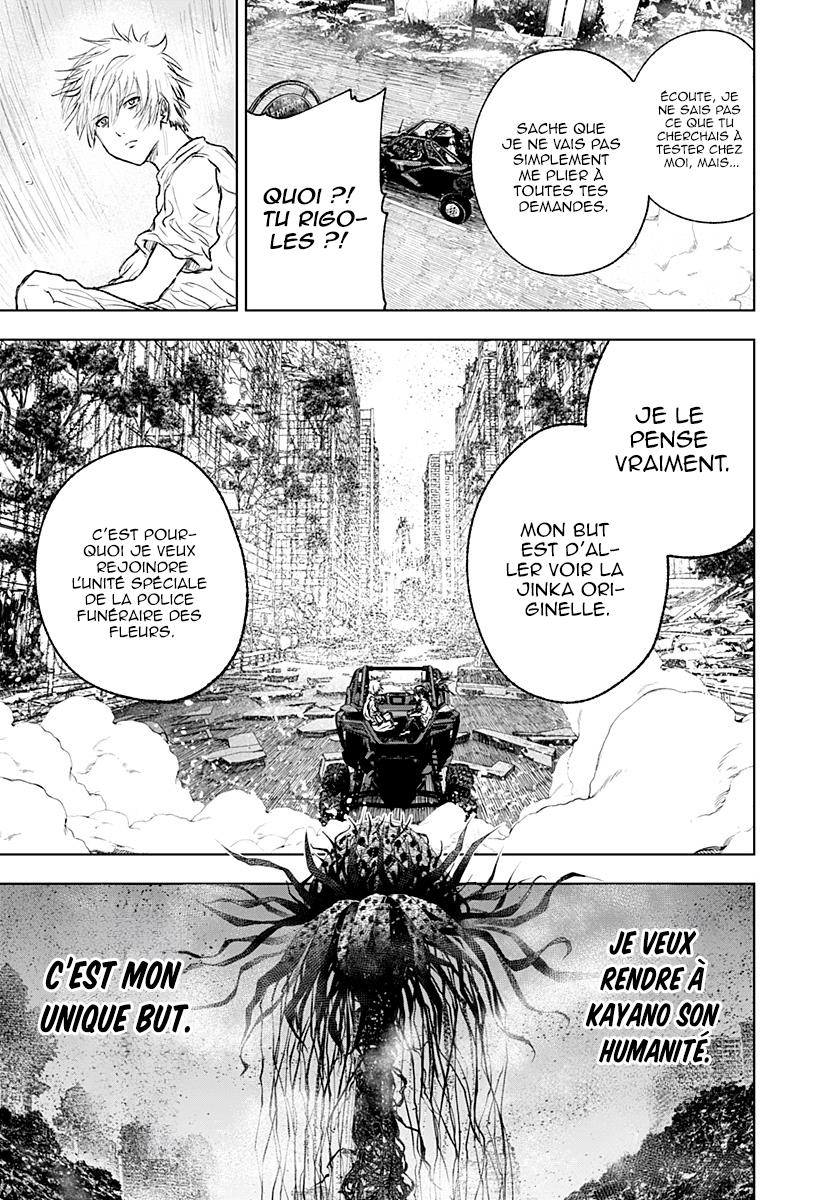 ÉCOUTE, JE
NE SAIS PAS
CE QUE TU
CHERCHAIS À
TESTER CHEZ
MOI, MAIS...
SACHE QUE
JE NE VAIS PAS
SIMPLEMENT
ME PLIER À
TOUTES TES
DEMANDES.
QUOI ?!
TU RIGO-
LES ?!
JE LE
PENSE
VRAIMENT.
MON BUT
EST D'AL-
LER VOIR LA
JINKA ORI-
GINELLE.
C'EST POUR-
QUOI JE VEUX
REJOINDRE
L'UNITÉ SPÉCIALE
DE LA POLICE
FUNÉRAIRE DES
FLEURS.
JE VEUX
RENDRE À
KAYANO SON
HUMANITÉ.
C'EST MON
UNIQUE BUT.